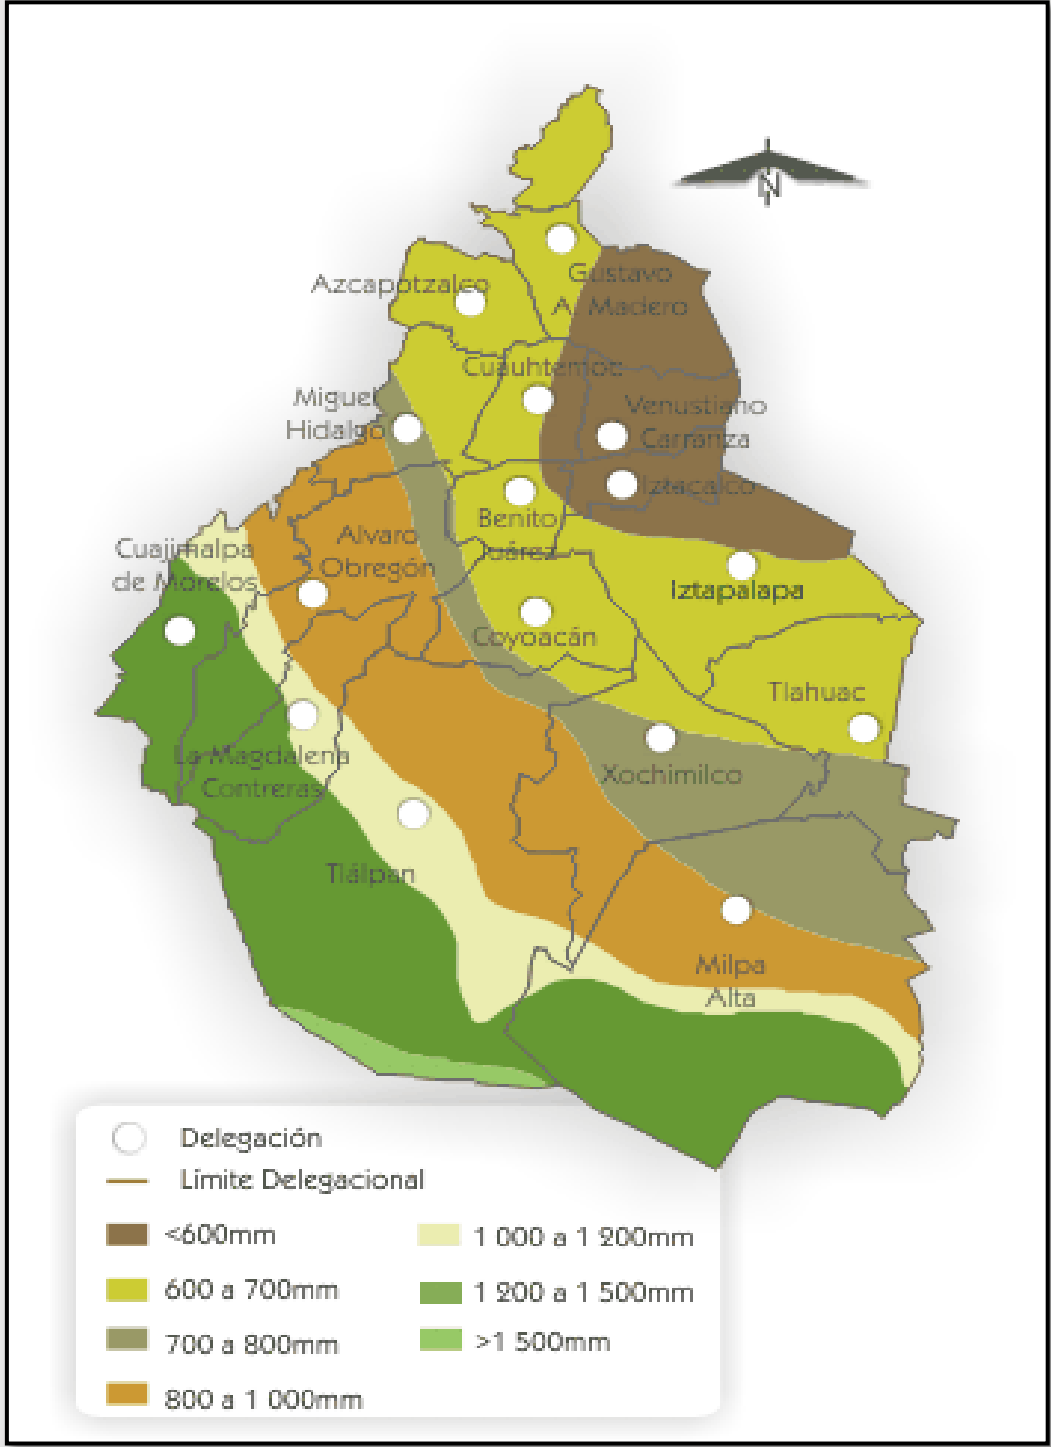 N
Azcapotzalco
Gustavo
A. Madero
Cuauhtemoc
Miguel
Hidalgo
Venustiano
Carranza
Iztacalco
Benito
Juárez
Alvaro
Obregón
Cuajimalpa
de Morelos
Iztapalapa
Coyoacán
Tlahuac
La Magdalena
Contreras
Xochimilco
Tlálpan
Milpa
Alta
Delegación
Límite Delegacional
<600mm
600 a 700mm
700 a 800mm
800 a 1 000mm
1 000 a 1 200mm
1 200 a 1 500mm
>1 500mm